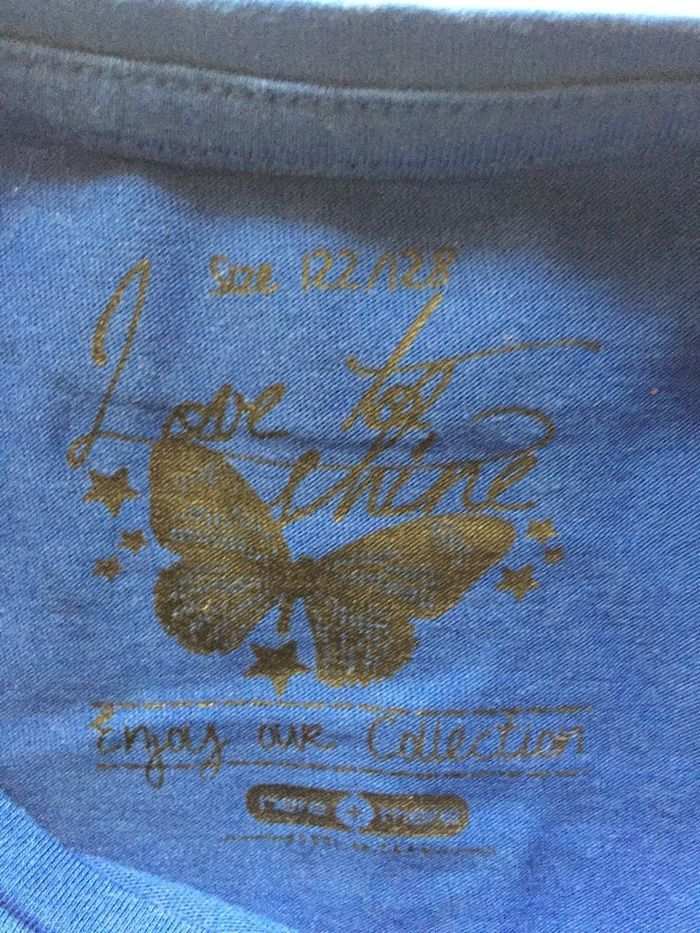 Size 122/128
Love to
shine
Enjoy our Collection
here + there